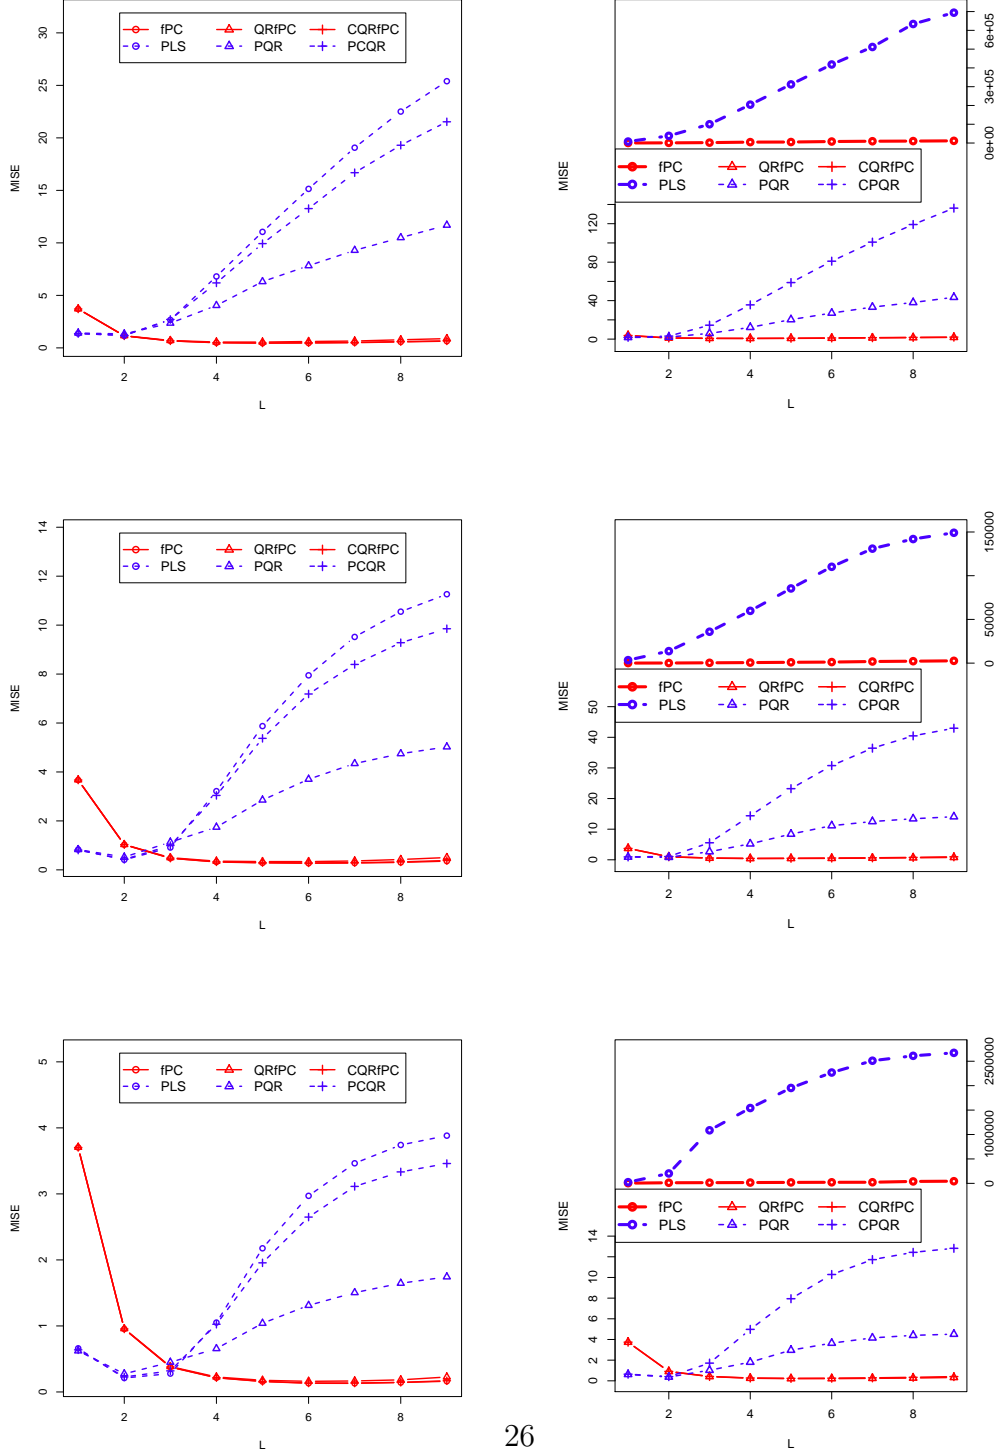 fPC QRfPC CQRfPC
PLS PQR PCQR
MISE
0 5 10 15 20 25 30
2 4 6 8
L
0e+00 3e+05 6e+05
fPC QRfPC CQRfPC
PLS PQR CPQR
MISE
0 40 80 120
2 4 6 8
L
fPC QRfPC CQRfPC
PLS PQR PCQR
MISE
0 2 4 6 8 10 12 14
2 4 6 8
L
0 50000 150000
fPC QRfPC CQRfPC
PLS PQR CPQR
MISE
0 10 20 30 40 50
2 4 6 8
L
fPC QRfPC CQRfPC
PLS PQR PCQR
MISE
0 1 2 3 4 5
2 4 6 8
L
0 1000000 2500000
fPC QRfPC CQRfPC
PLS PQR CPQR
MISE
0 2 4 6 8 10 14
2 4 6 8
L
26